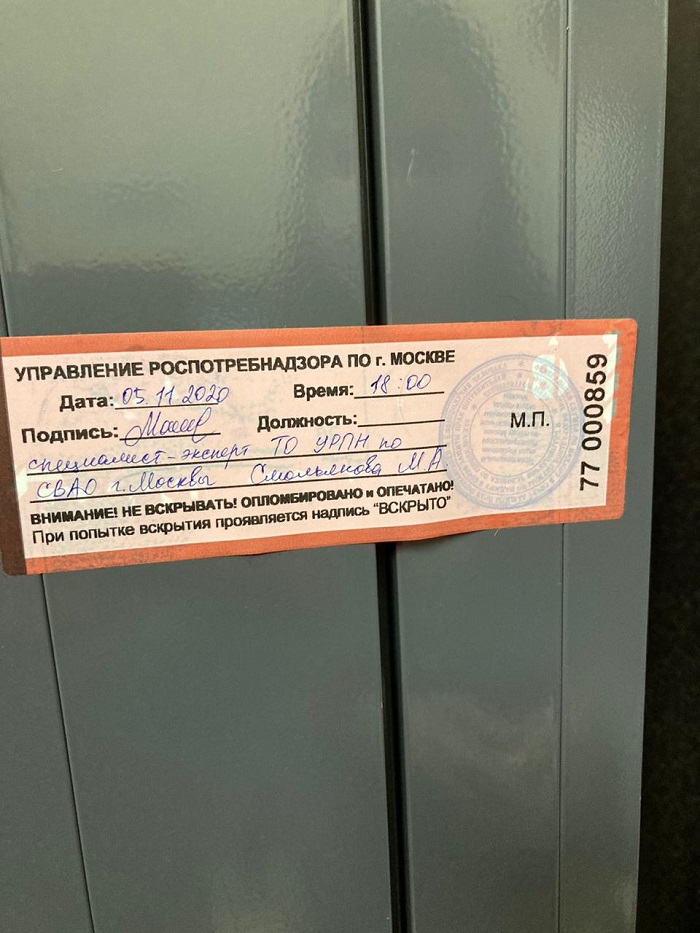 УПРАВЛЕНИЕ РОСПОТРЕБНАДЗОРА ПО г. МОСКВЕ
Дата: 05.11.2020 Время: 18:00
Подпись: Должность:
специалист-эксперт ТО УРПН по
СВАО г. Москвы Смольянкова М А
М.П.
ВНИМАНИЕ! НЕ ВСКРЫВАТЬ! ОПЛОМБИРОВАНО и ОПЕЧАТАНО!
При попытке вскрытия проявляется надпись "ВСКРЫТО"
77 000859